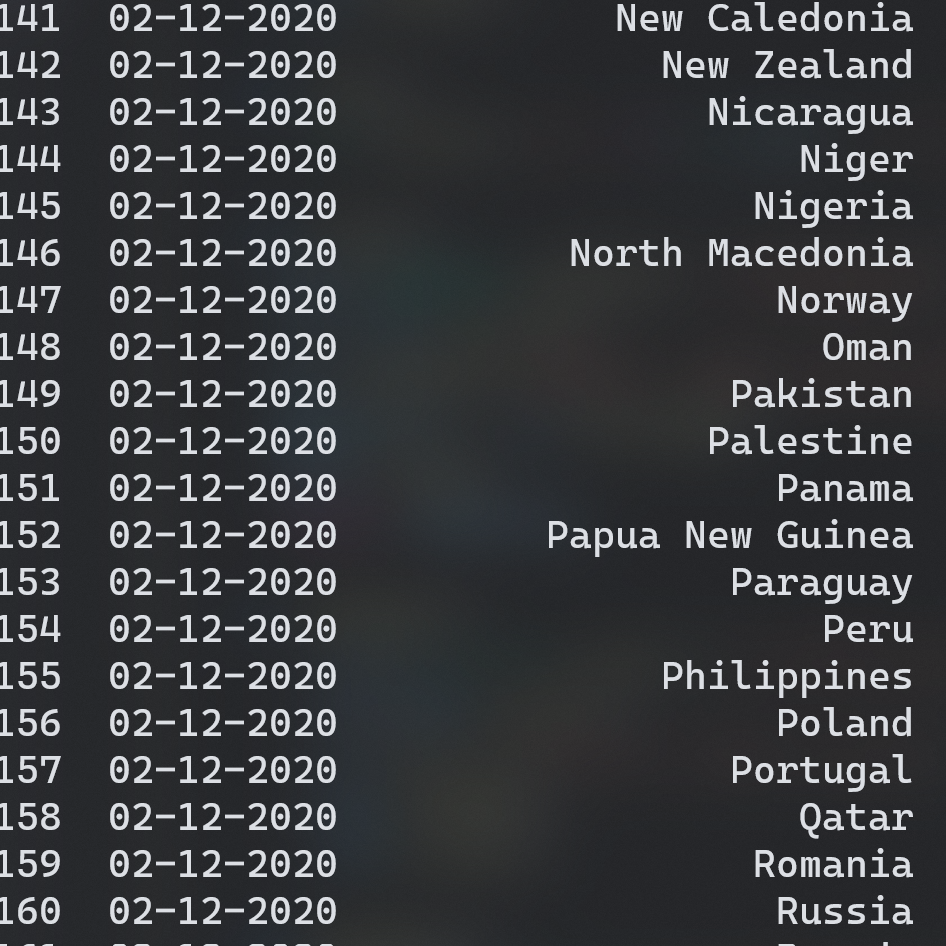 141 02-12-2020 New Caledonia
142 02-12-2020 New Zealand
143 02-12-2020 Nicaragua
144 02-12-2020 Niger
145 02-12-2020 Nigeria
146 02-12-2020 North Macedonia
147 02-12-2020 Norway
148 02-12-2020 Oman
149 02-12-2020 Pakistan
150 02-12-2020 Palestine
151 02-12-2020 Panama
152 02-12-2020 Papua New Guinea
153 02-12-2020 Paraguay
154 02-12-2020 Peru
155 02-12-2020 Philippines
156 02-12-2020 Poland
157 02-12-2020 Portugal
158 02-12-2020 Qatar
159 02-12-2020 Romania
160 02-12-2020 Russia